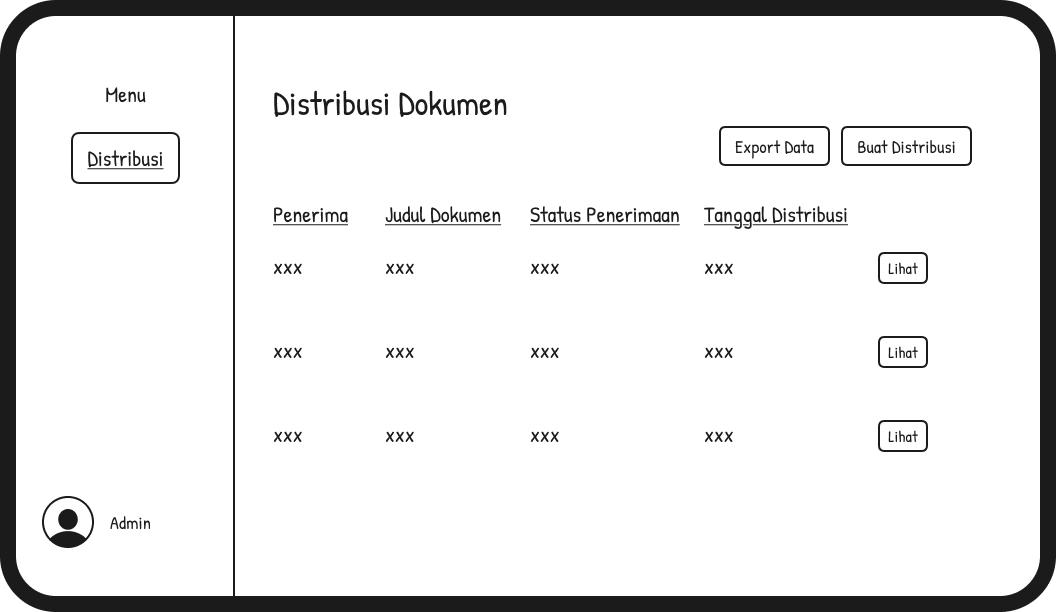 Menu
Distribusi
Admin
Distribusi Dokumen
Export Data Buat Distribusi
Penerima Judul Dokumen Status Penerimaan Tanggal Distribusi
xxx xxx xxx xxx Lihat
xxx xxx xxx xxx Lihat
xxx xxx xxx xxx Lihat